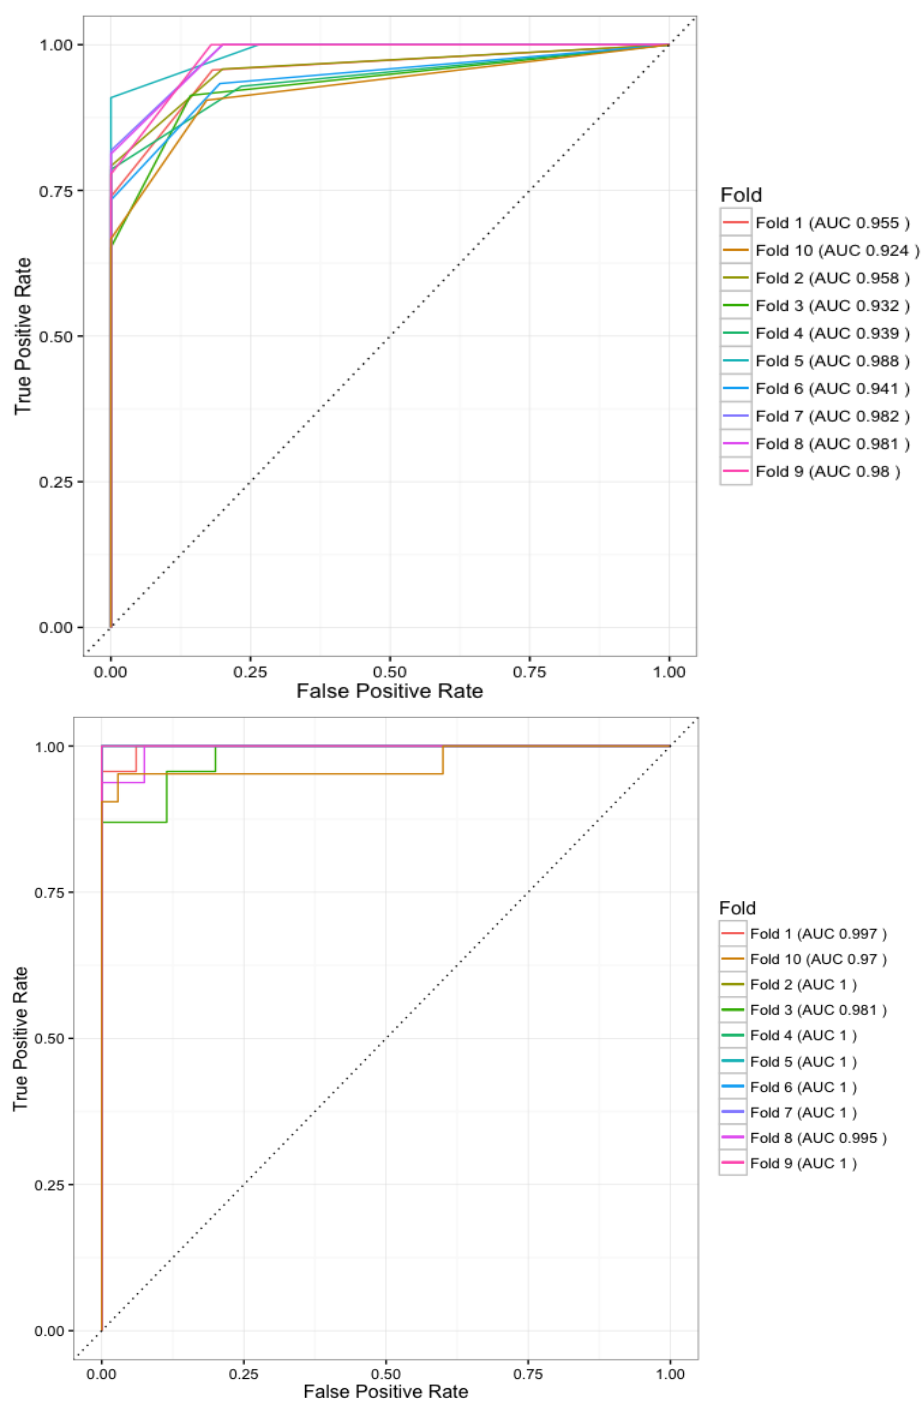 1.00
0.75
0.50
0.25
0.00
True Positive Rate
0.00 0.25 0.50 0.75 1.00
False Positive Rate
Fold
Fold 1 (AUC 0.955 )
Fold 10 (AUC 0.924 )
Fold 2 (AUC 0.958 )
Fold 3 (AUC 0.932 )
Fold 4 (AUC 0.939 )
Fold 5 (AUC 0.988 )
Fold 6 (AUC 0.941 )
Fold 7 (AUC 0.982 )
Fold 8 (AUC 0.981 )
Fold 9 (AUC 0.98 )
1.00
0.75
0.50
0.25
0.00
True Positive Rate
0.00 0.25 0.50 0.75 1.00
False Positive Rate
Fold
Fold 1 (AUC 0.997 )
Fold 10 (AUC 0.97 )
Fold 2 (AUC 1 )
Fold 3 (AUC 0.981 )
Fold 4 (AUC 1 )
Fold 5 (AUC 1 )
Fold 6 (AUC 1 )
Fold 7 (AUC 1 )
Fold 8 (AUC 0.995 )
Fold 9 (AUC 1 )